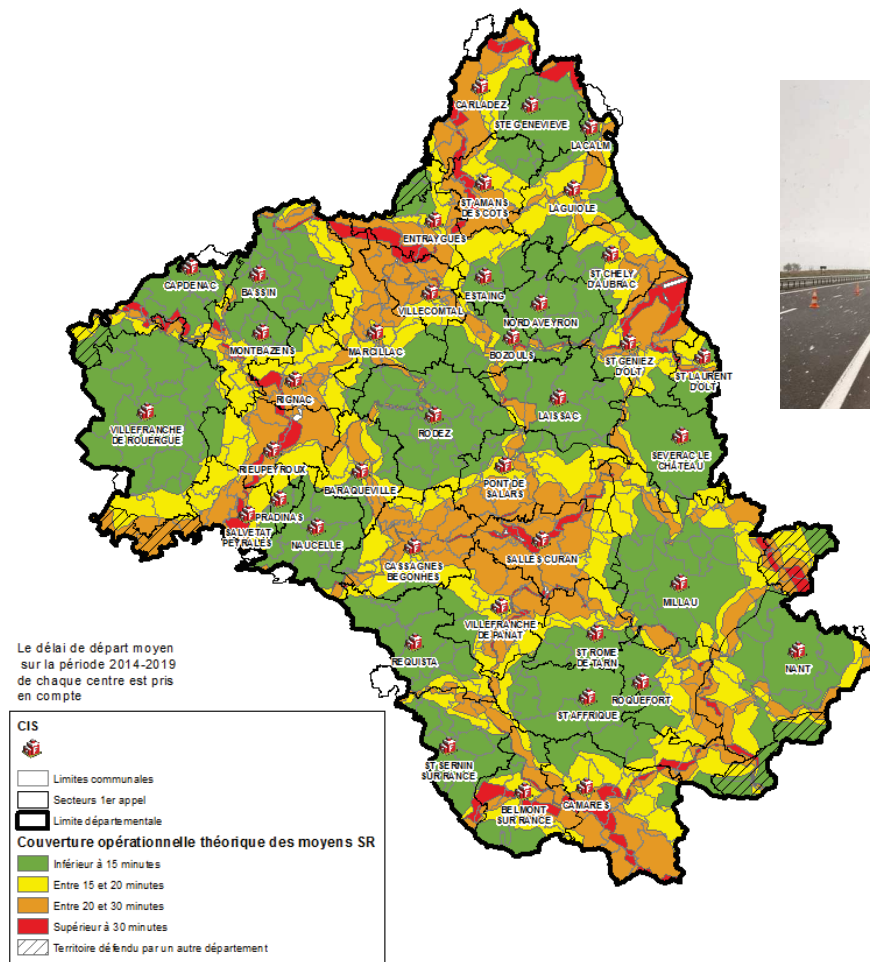 CARLADEZ
STE GENEVIEVE
LACALM
ST AMANS
DES COTS
LAGUIOLE
ENTRAYGUES
ST CHELY
D'AUBRAC
CAPDENAC
BASSIN
ESTAING
VILLECOMTAL
NORD AVEYRON
MONTBAZENS
MARCILLAC
BOZOULS
ST GENIEZ
D'OLT
ST LAURENT
D'OLT
RIGNAC
VILLEFRANCHE
DE ROUERGUE
RODEZ
LAISSAC
SEVERAC LE
CHATEAU
RIEUPEYROUX
BARAQUEVILLE
PONT DE
SALARS
PRADINAS
SALVETAT
PEYRALES
NAUCELLE
CASSAGNES
BEGONHES
SALLES CURAN
MILLAU
VILLEFRANCHE
DE PANAT
REQUISTA
ST ROME
DE TARN
NANT
ROQUEFORT
ST AFFRIQUE
ST SERNIN
SUR RANCE
BELMONT
SUR RANCE
CAMARES
Le délai de départ moyen
sur la période 2014-2019
de chaque centre est pris
en compte
CIS
Limites communales
Secteurs 1er appel
Limite départementale
Couverture opérationnelle théorique des moyens SR
Inférieur à 15 minutes
Entre 15 et 20 minutes
Entre 20 et 30 minutes
Supérieur à 30 minutes
Territoire défendu par un autre département